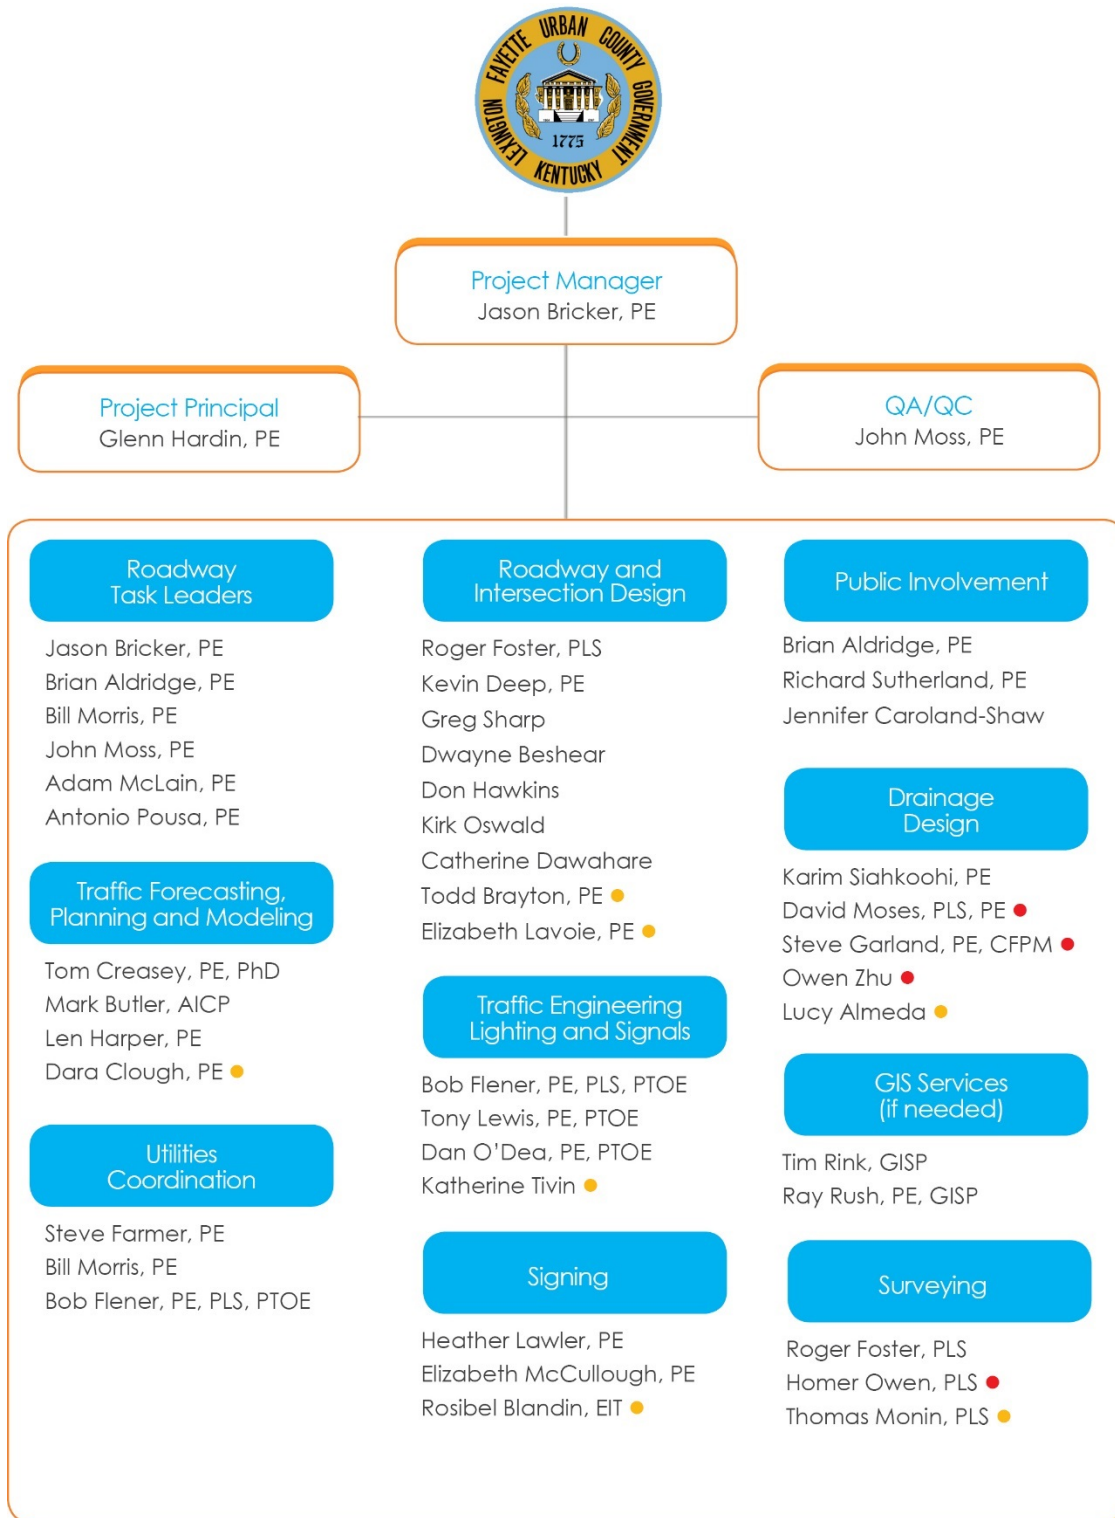 LEXINGTON FAYETTE URBAN COUNTY GOVERNMENT
1775
KENTUCKY
Project Manager
Jason Bricker, PE
Project Principal
Glenn Hardin, PE
QA/QC
John Moss, PE
Roadway
Task Leaders
Jason Bricker, PE
Brian Aldridge, PE
Bill Morris, PE
John Moss, PE
Adam McLain, PE
Antonio Pousa, PE
Traffic Forecasting,
Planning and Modeling
Tom Creasey, PE, PhD
Mark Butler, AICP
Len Harper, PE
Dara Clough, PE
Utilities
Coordination
Steve Farmer, PE
Bill Morris, PE
Bob Flener, PE, PLS, PTOE
Roadway and
Intersection Design
Roger Foster, PLS
Kevin Deep, PE
Greg Sharp
Dwayne Beshear
Don Hawkins
Kirk Oswald
Catherine Dawahare
Todd Brayton, PE
Elizabeth Lavoie, PE
Traffic Engineering
Lighting and Signals
Bob Flener, PE, PLS, PTOE
Tony Lewis, PE, PTOE
Dan O'Dea, PE, PTOE
Katherine Tivin
Signing
Heather Lawler, PE
Elizabeth McCullough, PE
Rosibel Blandin, EIT
Public Involvement
Brian Aldridge, PE
Richard Sutherland, PE
Jennifer Caroland-Shaw
Drainage
Design
Karim Siahkoohi, PE
David Moses, PLS, PE
Steve Garland, PE, CFPM
Owen Zhu
Lucy Almeda
GIS Services
(if needed)
Tim Rink, GISP
Ray Rush, PE, GISP
Surveying
Roger Foster, PLS
Homer Owen, PLS
Thomas Monin, PLS